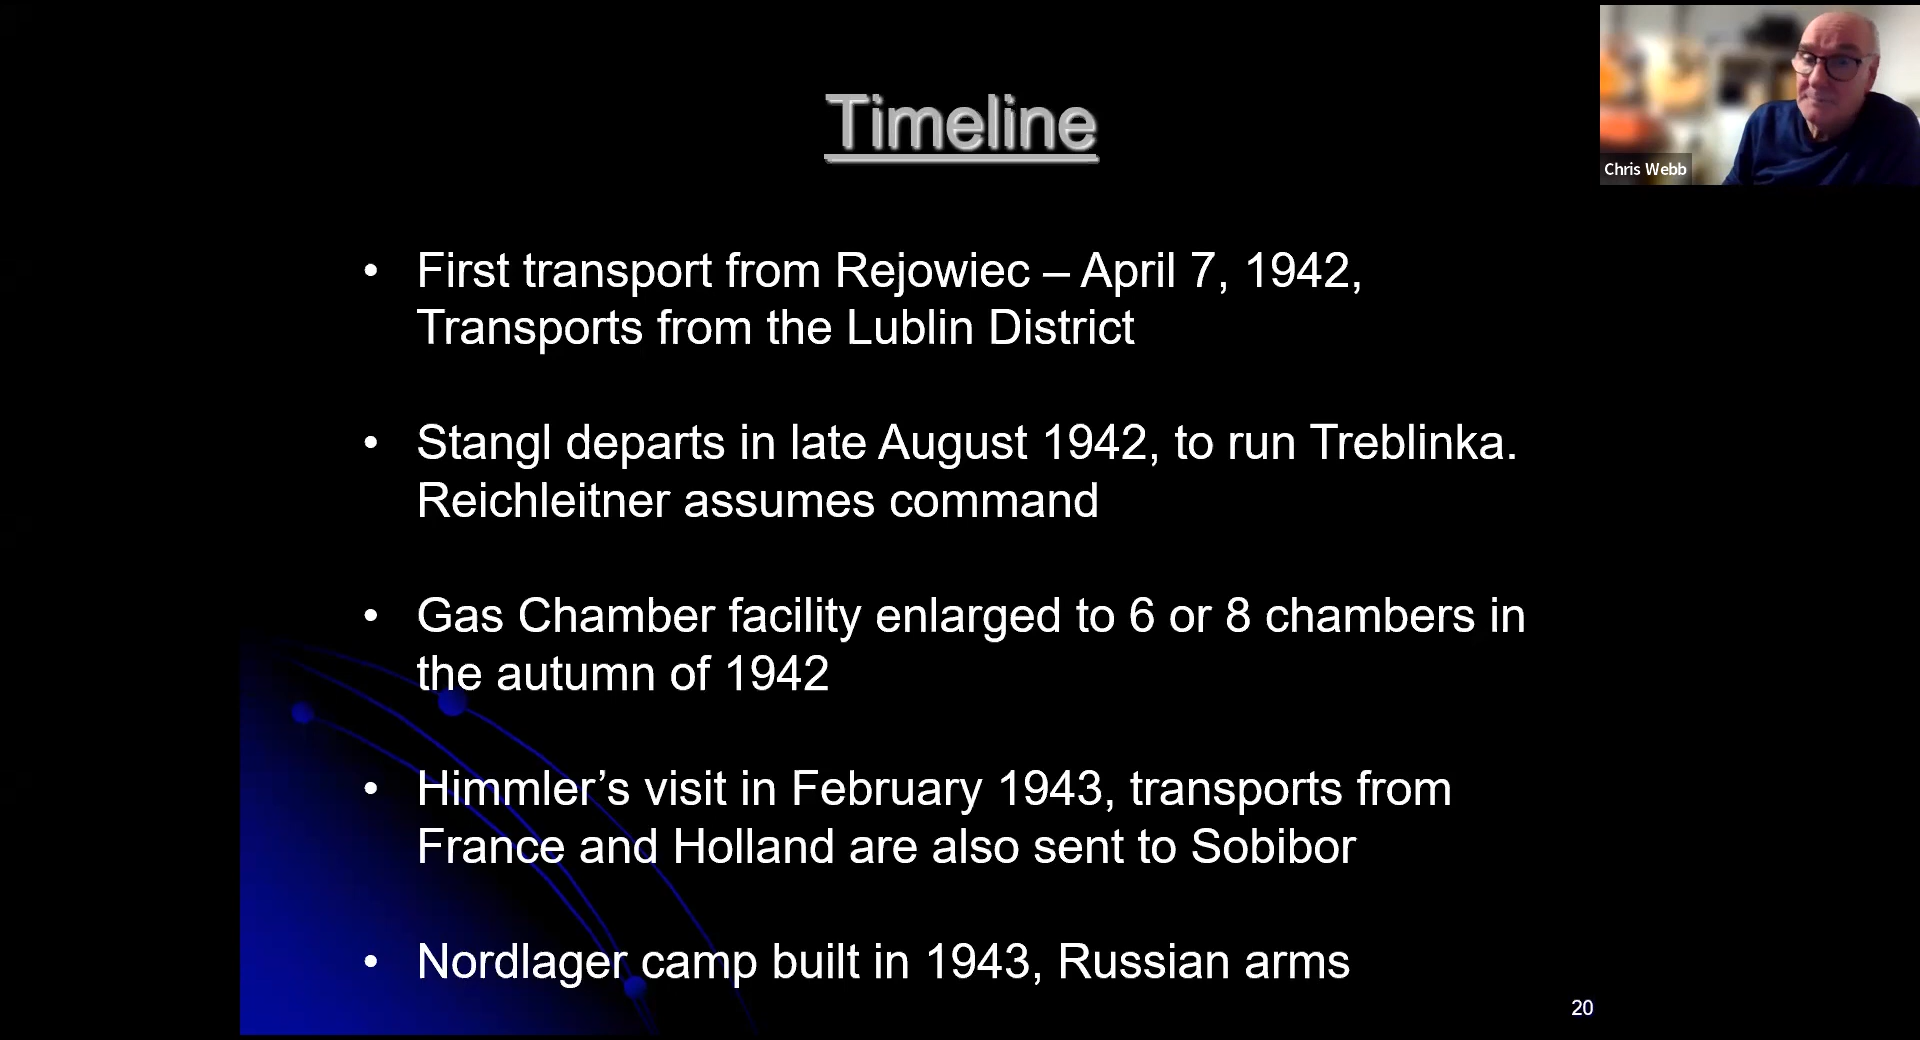 Timeline
Chris Webb
• First transport from Rejowiec – April 7, 1942,
Transports from the Lublin District
• Stangl departs in late August 1942, to run Treblinka.
Reichleitner assumes command
• Gas Chamber facility enlarged to 6 or 8 chambers in
the autumn of 1942
• Himmler’s visit in February 1943, transports from
France and Holland are also sent to Sobibor
• Nordlager camp built in 1943, Russian arms
20